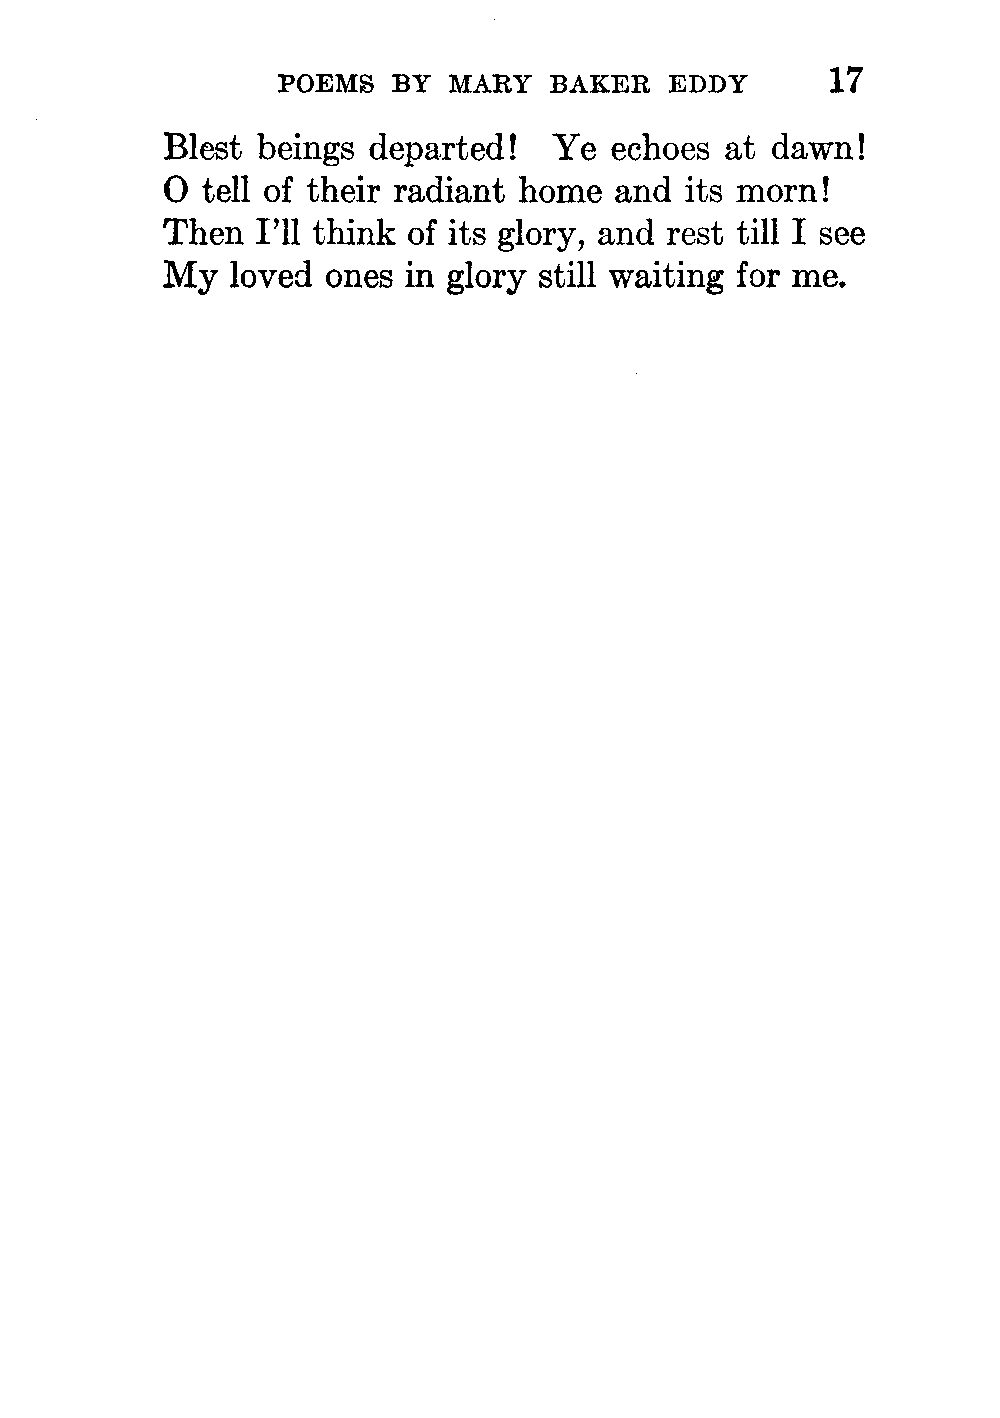 POEMS BY MARY BAKER EDDY 17
Blest beings departed! Ye echoes at dawn!
O tell of their radiant home and its morn!
Then I'll think of its glory, and rest till I see
My loved ones in glory still waiting for me.